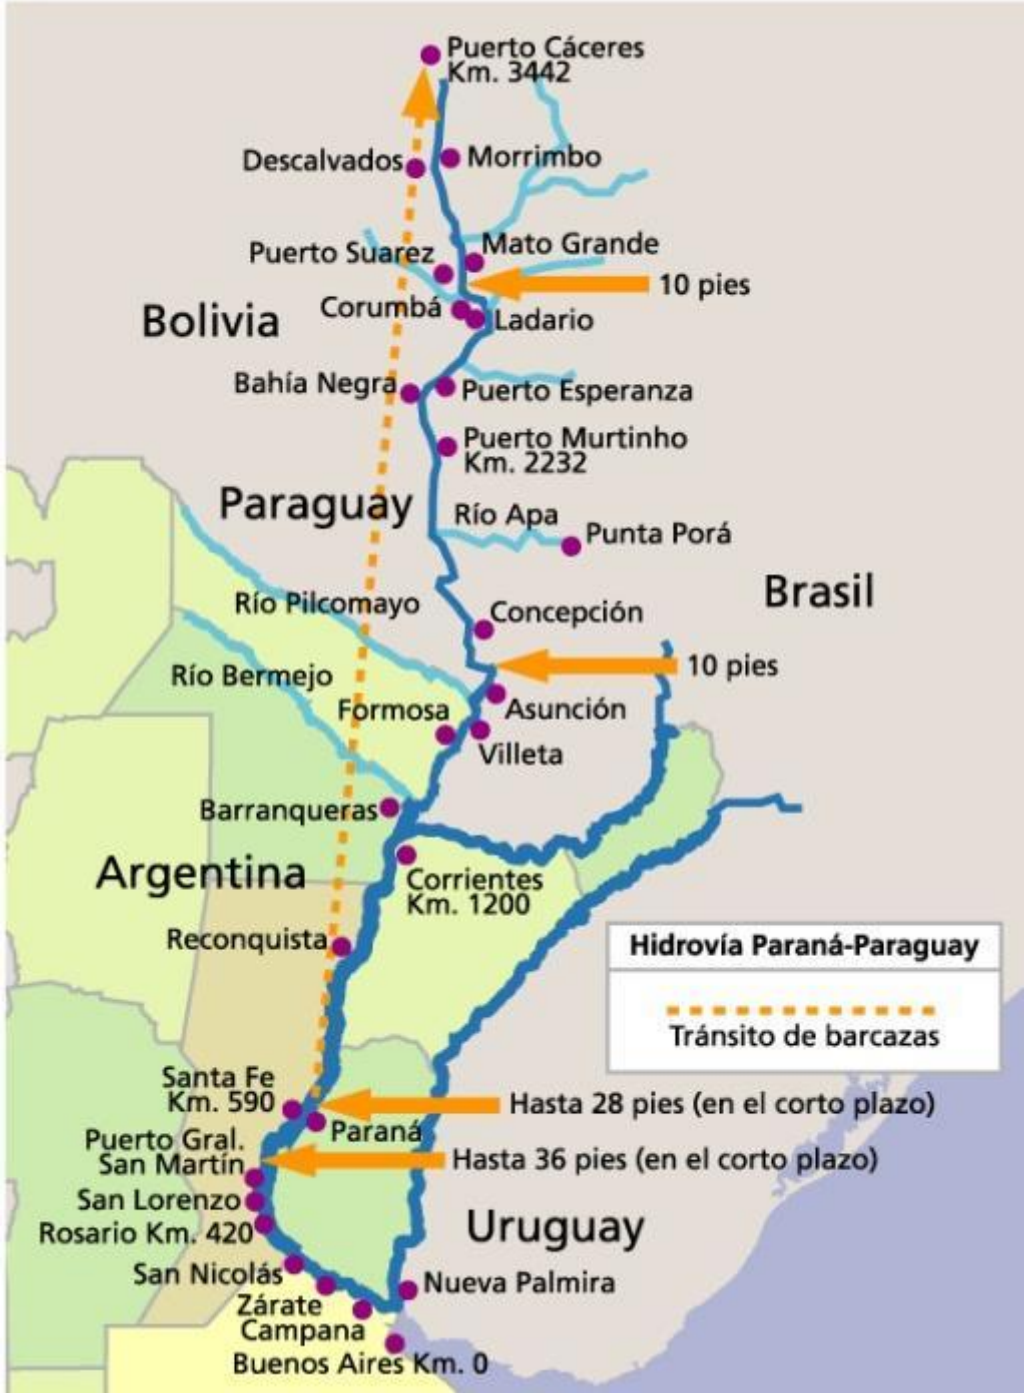 Puerto Cáceres
Km. 3442
Descalvados
Morrimbo
Puerto Suarez
Mato Grande
10 pies
Corumbá
Ladario
Bolivia
Bahía Negra
Puerto Esperanza
Puerto Murtinho
Km. 2232
Paraguay
Río Apa
Punta Porá
Brasil
Río Pilcomayo
Concepción
10 pies
Río Bermejo
Formosa
Asunción
Villeta
Barranqueras
Argentina
Corrientes
Km. 1200
Reconquista
Hidrovía Paraná-Paraguay
Tránsito de barcazas
Santa Fe
Km. 590
Hasta 28 pies (en el corto plazo)
Paraná
Puerto Gral.
San Martín
Hasta 36 pies (en el corto plazo)
San Lorenzo
Rosario Km. 420
Uruguay
San Nicolás
Nueva Palmira
Zárate
Campana
Buenos Aires Km. 0